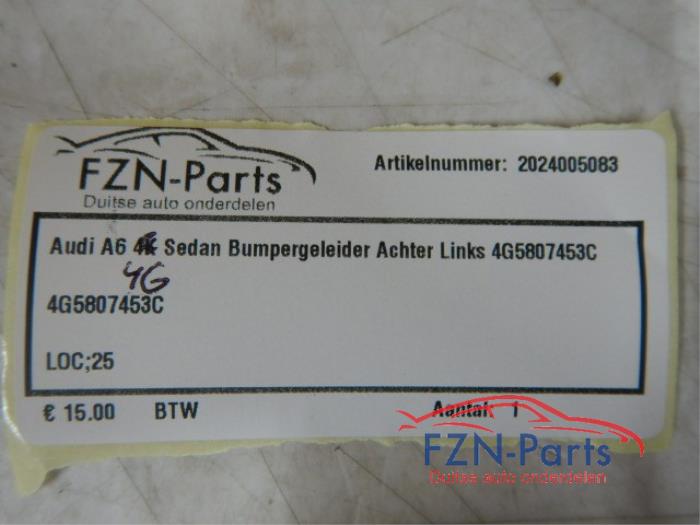 FZN-Parts
Duitse auto onderdelen
Artikelnummer: 2024005083
Audi A6 Sedan Bumpergeleider Achter Links 4G5807453C
4G
4G5807453C
LOC;25
€ 15.00 BTW Aantal: 1
FZN-Parts
Duitse auto onderdelen